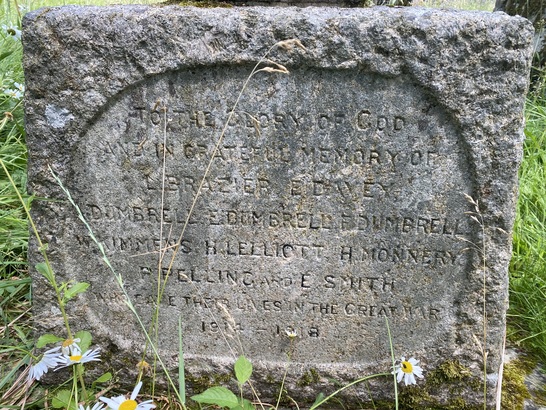 TO THE GLORY OF GOD
AND IN GRATEFUL MEMORY OF
L. BRAZIER E. DAVEY
DUMBRELL E. DUMBRELL F. DUMBRELL
W. IMMENS H. LELLIOTT H. MONNERY
P. PELLING AND E. SMITH
WHO GAVE THEIR LIVES IN THE GREAT WAR
1914 - 1918